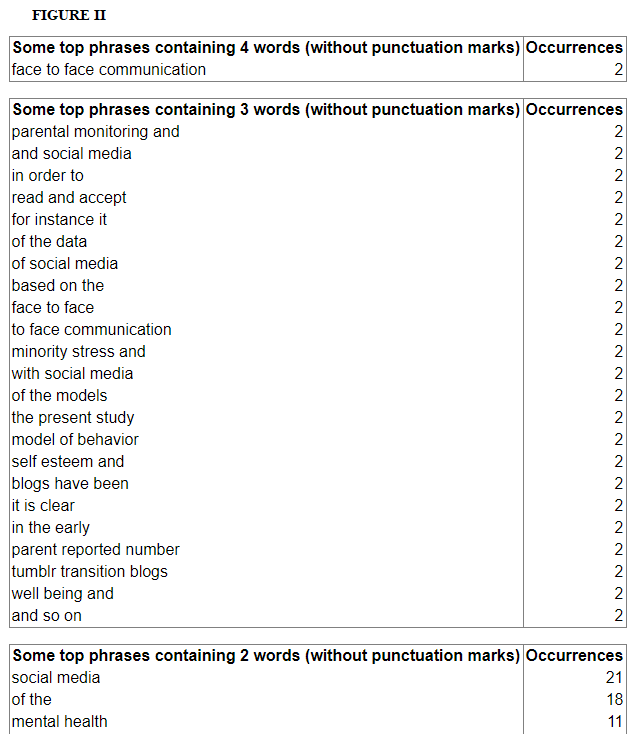 FIGURE II
Some top phrases containing 4 words (without punctuation marks) Occurrences
face to face communication 2
Some top phrases containing 3 words (without punctuation marks) Occurrences
parental monitoring and 2
and social media 2
in order to 2
read and accept 2
for instance it 2
of the data 2
of social media 2
based on the 2
face to face 2
to face communication 2
minority stress and 2
with social media 2
of the models 2
the present study 2
model of behavior 2
self esteem and 2
blogs have been 2
it is clear 2
in the early 2
parent reported number 2
tumblr transition blogs 2
well being and 2
and so on 2
Some top phrases containing 2 words (without punctuation marks) Occurrences
social media 21
of the 18
mental health 11